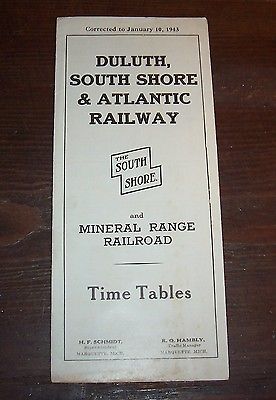 Corrected to January 10, 1943
DULUTH,
SOUTH SHORE
& ATLANTIC
RAILWAY
THE
SOUTH
SHORE.
and
MINERAL RANGE
RAILROAD
Time Tables
H. F. SCHMIDT,
Superintendent
MARQUETTE, MICH.
R. O. HAMBLY,
Traffic Manager
MARQUETTE, MICH.